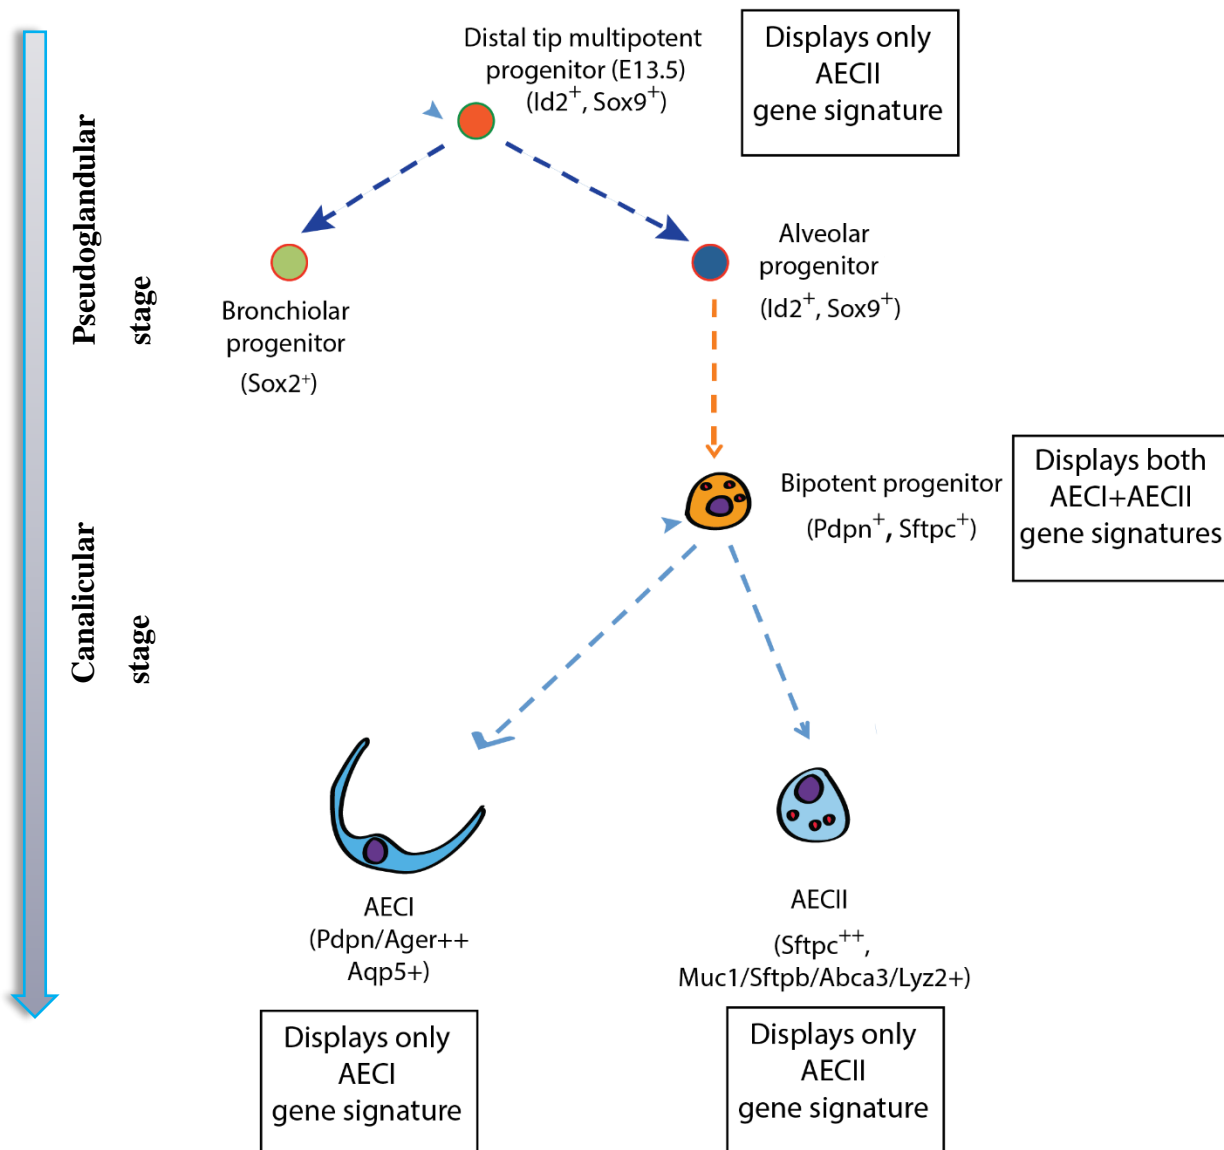 Distal tip multipotent
progenitor (E13.5)
(Id2⁺, Sox9⁺)
Displays only
AECII
gene signature
Pseudoglandular
stage
Bronchiolar
progenitor
(Sox2⁺)
Alveolar
progenitor
(Id2⁺, Sox9⁺)
Bipotent progenitor
(Pdpn⁺, Sftpc⁺)
Displays both
AECI+AECII
gene signatures
Canalicular
stage
AECI
(Pdpn/Ager++
Aqp5+)
AECII
(Sftpc⁺⁺,
Muc1/Sftpb/Abca3/Lyz2+)
Displays only
AECI
gene signature
Displays only
AECII
gene signature